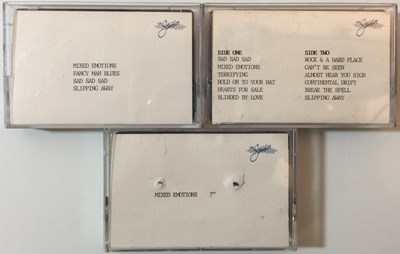 MIXED EMOTIONS
FANCY MAN BLUES
SAD SAD SAD
SLIPPING AWAY
SIDE ONE
SAD SAD SAD
MIXED EMOTIONS
TERRIFYING
HOLD ON TO YOUR HAT
HEARTS FOR SALE
BLINDED BY LOVE
SIDE TWO
ROCK & A HARD PLACE
CAN'T BE SEEN
ALMOST HEAR YOU SIGH
CONTINENTAL DRIFT
BREAK THE SPELL
SLIPPING AWAY
MIXED EMOTIONS 7"